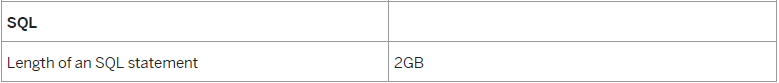 SQL
Length of an SQL statement 2GB